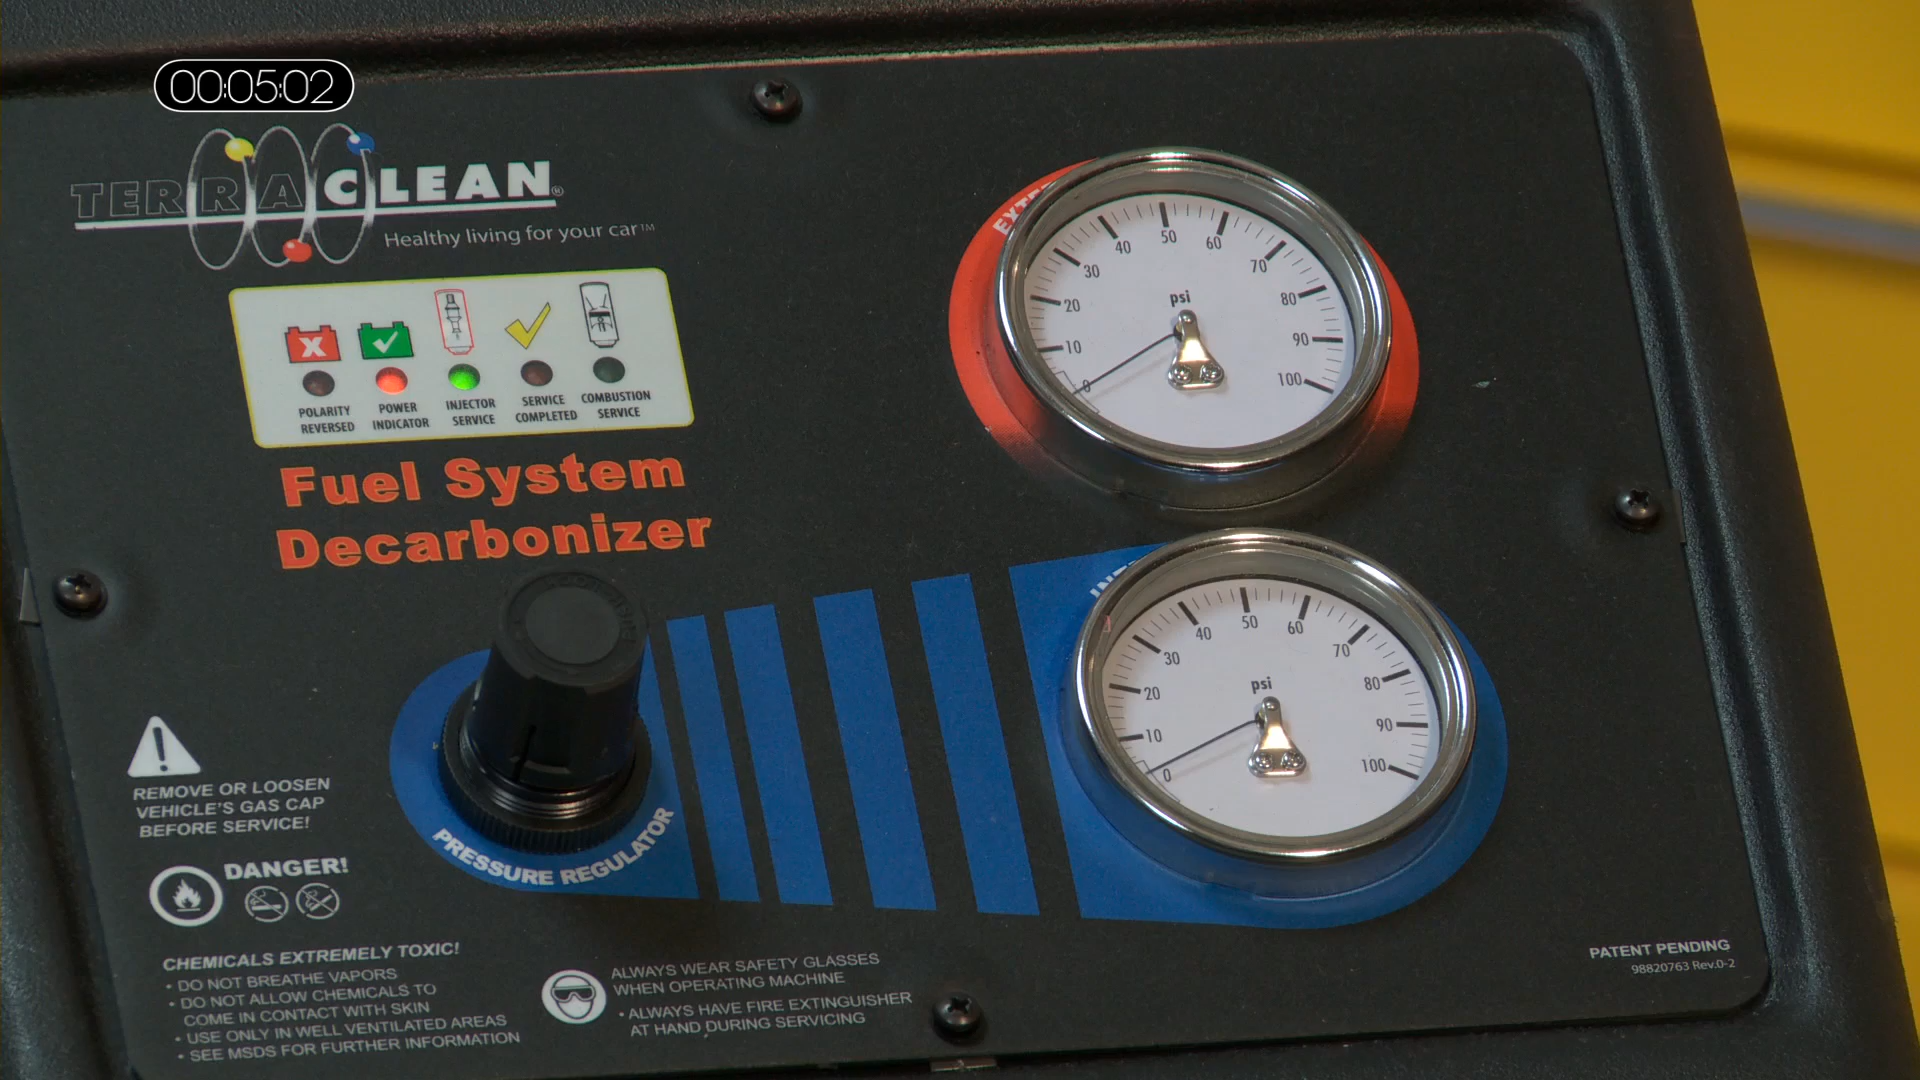 00:05:02
TERRACLEAN®
Healthy living for your car™
POLARITY REVERSED
POWER INDICATOR
INJECTOR SERVICE
SERVICE COMPLETED
COMBUSTION SERVICE
Fuel System
Decarbonizer
0 10 20 30 40 50 60 70 80 90 100
psi
0 10 20 30 40 50 60 70 80 90 100
psi
PRESSURE REGULATOR
REMOVE OR LOOSEN
VEHICLE'S GAS CAP
BEFORE SERVICE!
DANGER!
CHEMICALS EXTREMELY TOXIC!
• DO NOT BREATHE VAPORS
• DO NOT ALLOW CHEMICALS TO
COME IN CONTACT WITH SKIN
• USE ONLY IN WELL VENTILATED AREAS
• SEE MSDS FOR FURTHER INFORMATION
ALWAYS WEAR SAFETY GLASSES
WHEN OPERATING MACHINE
• ALWAYS HAVE FIRE EXTINGUISHER
AT HAND DURING SERVICING
PATENT PENDING
98820763 Rev.0-2